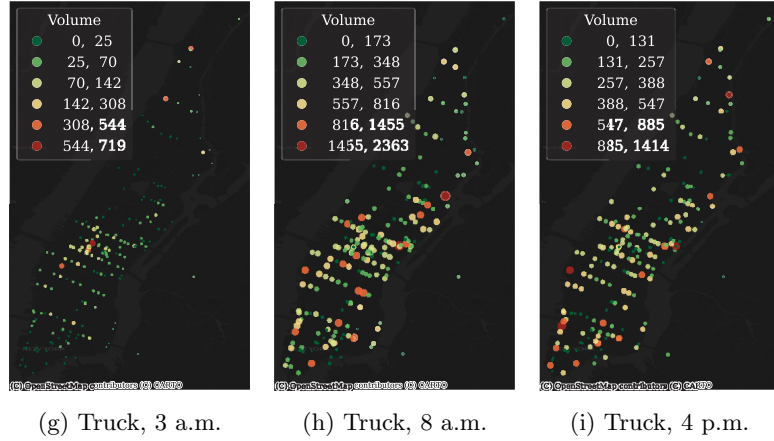 Volume
0, 25
25, 70
70, 142
142, 308
308, 544
544, 719
(C) OpenStreetMap contributors (C) CARTO
Volume
0, 173
173, 348
348, 557
557, 816
816, 1455
1455, 2363
(C) OpenStreetMap contributors (C) CARTO
Volume
0, 131
131, 257
257, 388
388, 547
547, 885
885, 1414
(C) OpenStreetMap contributors (C) CARTO
(g) Truck, 3 a.m.
(h) Truck, 8 a.m.
(i) Truck, 4 p.m.